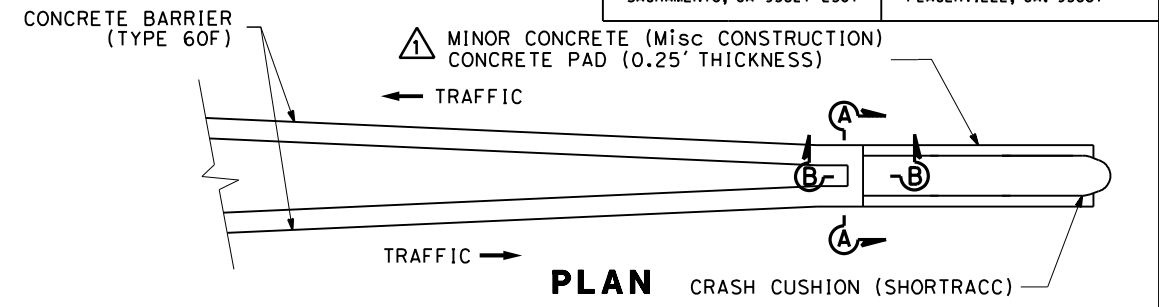 CONCRETE BARRIER
(TYPE 60F)
1
MINOR CONCRETE (Misc CONSTRUCTION)
CONCRETE PAD (0.25' THICKNESS)
TRAFFIC
A
B
B
A
TRAFFIC
PLAN
CRASH CUSHION (SHORTRACC)